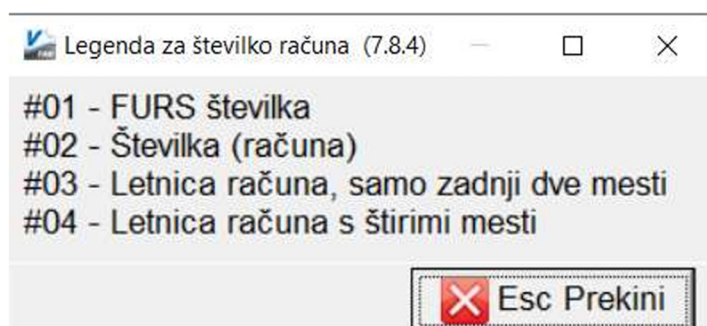 Legenda za številko računa (7.8.4)
#01 - FURS številka
#02 - Številka (računa)
#03 - Letnica računa, samo zadnji dve mesti
#04 - Letnica računa s štirimi mesti
Esc Prekini